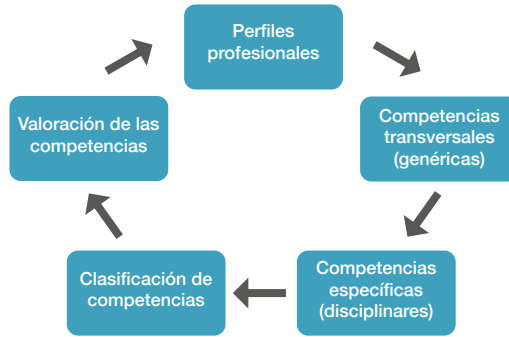 Perfiles
profesionales
Competencias
transversales
(genéricas)
Competencias
específicas
(disciplinares)
Clasificación de
competencias
Valoración de las
competencias